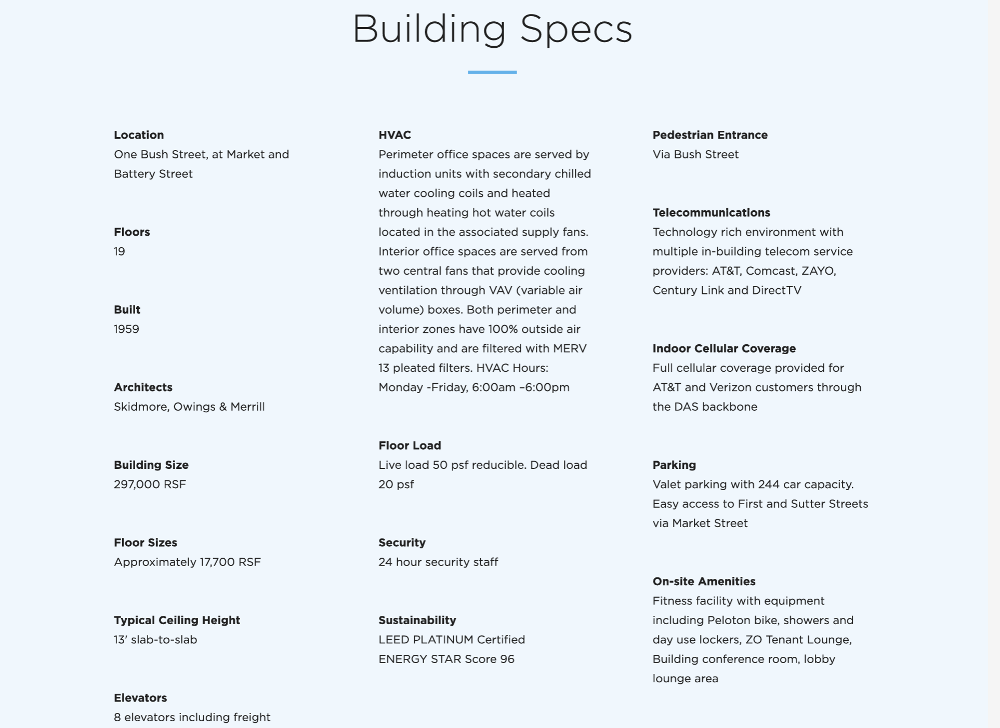 Building Specs
Location
One Bush Street, at Market and
Battery Street
Floors
19
Built
1959
Architects
Skidmore, Owings & Merrill
Building Size
297,000 RSF
Floor Sizes
Approximately 17,700 RSF
Typical Ceiling Height
13' slab-to-slab
Elevators
8 elevators including freight
HVAC
Perimeter office spaces are served by
induction units with secondary chilled
water cooling coils and heated
through heating hot water coils
located in the associated supply fans.
Interior office spaces are served from
two central fans that provide cooling
ventilation through VAV (variable air
volume) boxes. Both perimeter and
interior zones have 100% outside air
capability and are filtered with MERV
13 pleated filters. HVAC Hours:
Monday -Friday, 6:00am –6:00pm
Floor Load
Live load 50 psf reducible. Dead load
20 psf
Security
24 hour security staff
Sustainability
LEED PLATINUM Certified
ENERGY STAR Score 96
Pedestrian Entrance
Via Bush Street
Telecommunications
Technology rich environment with
multiple in-building telecom service
providers: AT&T, Comcast, ZAYO,
Century Link and DirectTV
Indoor Cellular Coverage
Full cellular coverage provided for
AT&T and Verizon customers through
the DAS backbone
Parking
Valet parking with 244 car capacity.
Easy access to First and Sutter Streets
via Market Street
On-site Amenities
Fitness facility with equipment
including Peloton bike, showers and
day use lockers, ZO Tenant Lounge,
Building conference room, lobby
lounge area